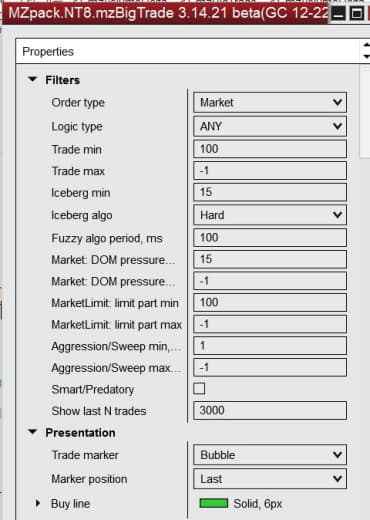 MZpack.NT8.mzBigTrade 3.14.21 beta(GC 12-22
Properties
Filters
Order type Market
Logic type ANY
Trade min 100
Trade max -1
Iceberg min 15
Iceberg algo Hard
Fuzzy algo period, ms 100
Market: DOM pressure... 15
Market: DOM pressure... -1
MarketLimit: limit part min 100
MarketLimit: limit part max -1
Aggression/Sweep min,... 1
Aggression/Sweep max... -1
Smart/Predatory
Show last N trades 3000
Presentation
Trade marker Bubble
Marker position Last
Buy line Solid, 6px